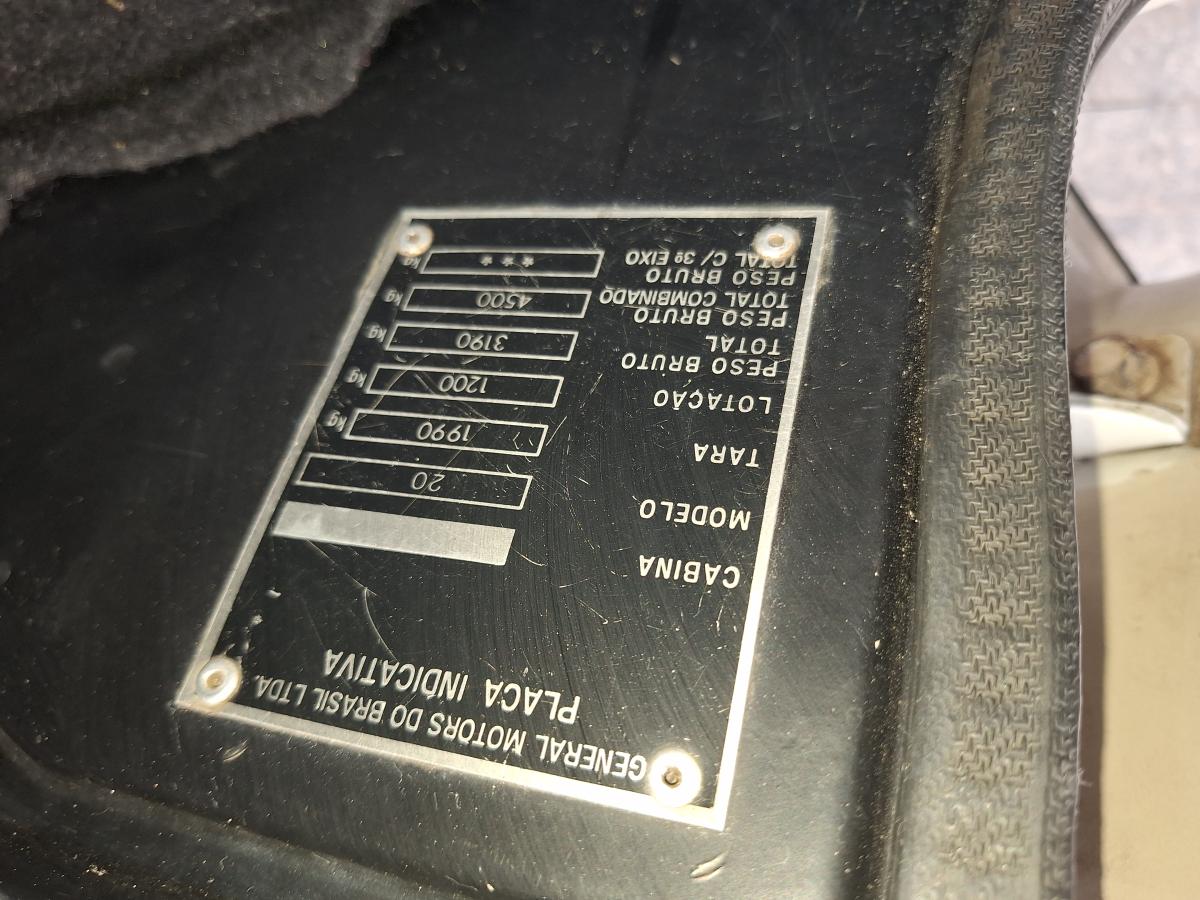 GENERAL MOTORS DO BRASIL LTDA.
PLACA INDICATIVA
CABINA
MODELO 20
TARA 1990 kg
LOTAÇÃO 1200 kg
PESO BRUTO
TOTAL 3190 kg
PESO BRUTO
TOTAL COMBINADO 4500 kg
PESO BRUTO
TOTAL C/ 3º EIXO *** kg